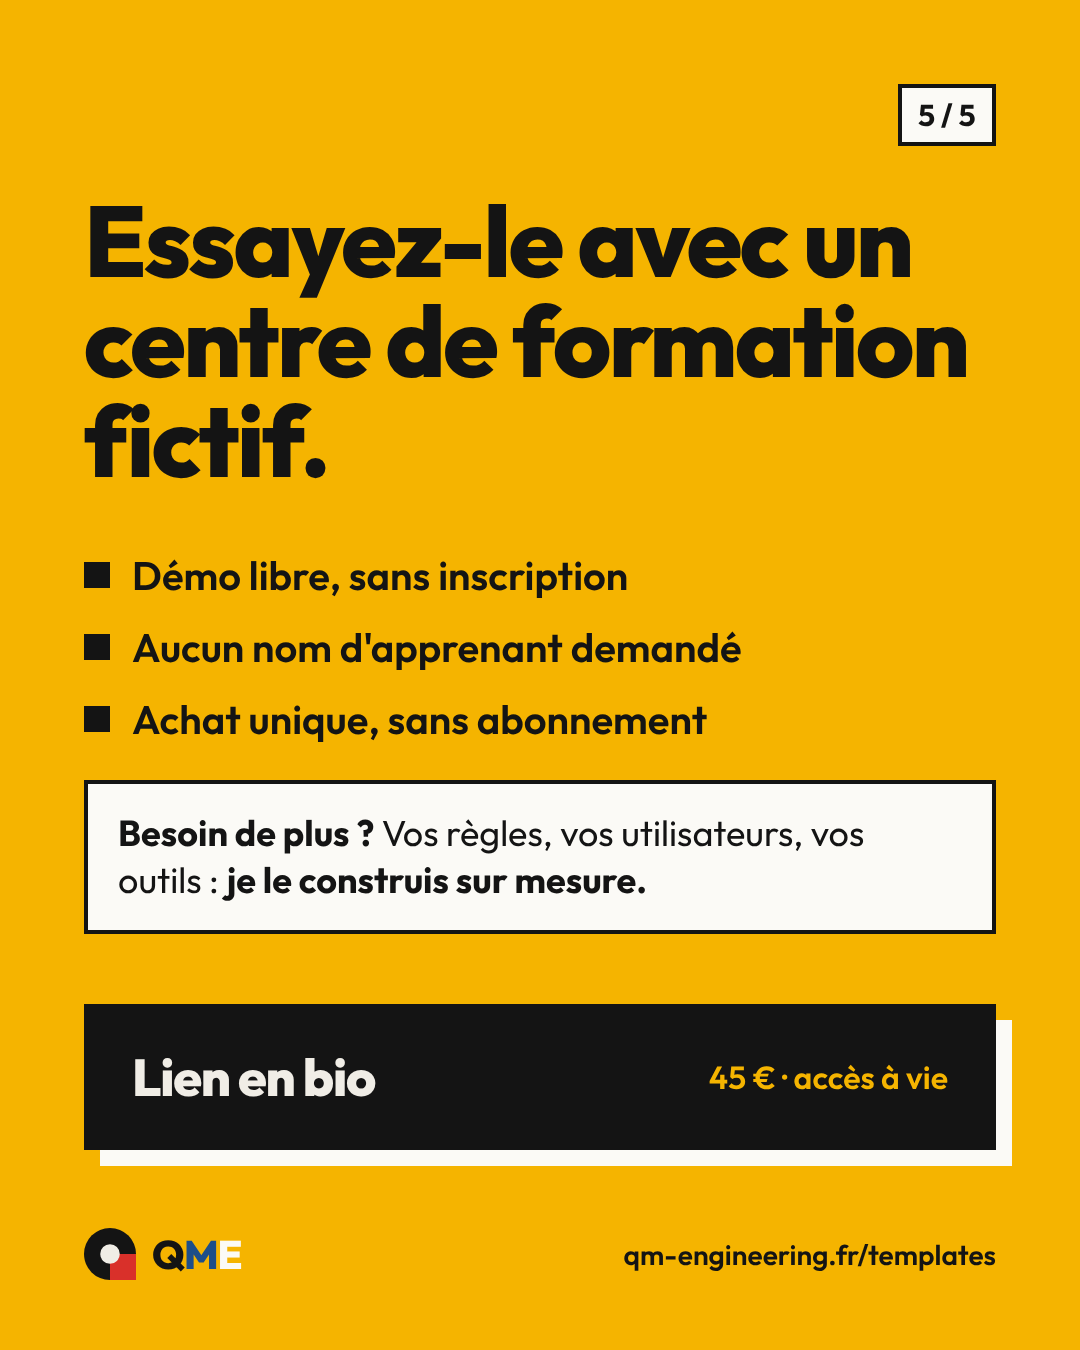 5 / 5
Essayez-le avec un
centre de formation
fictif.
Démo libre, sans inscription
Aucun nom d'apprenant demandé
Achat unique, sans abonnement
Besoin de plus ? Vos règles, vos utilisateurs, vos
outils : je le construis sur mesure.
Lien en bio
45 € · accès à vie
QME
qm-engineering.fr/templates